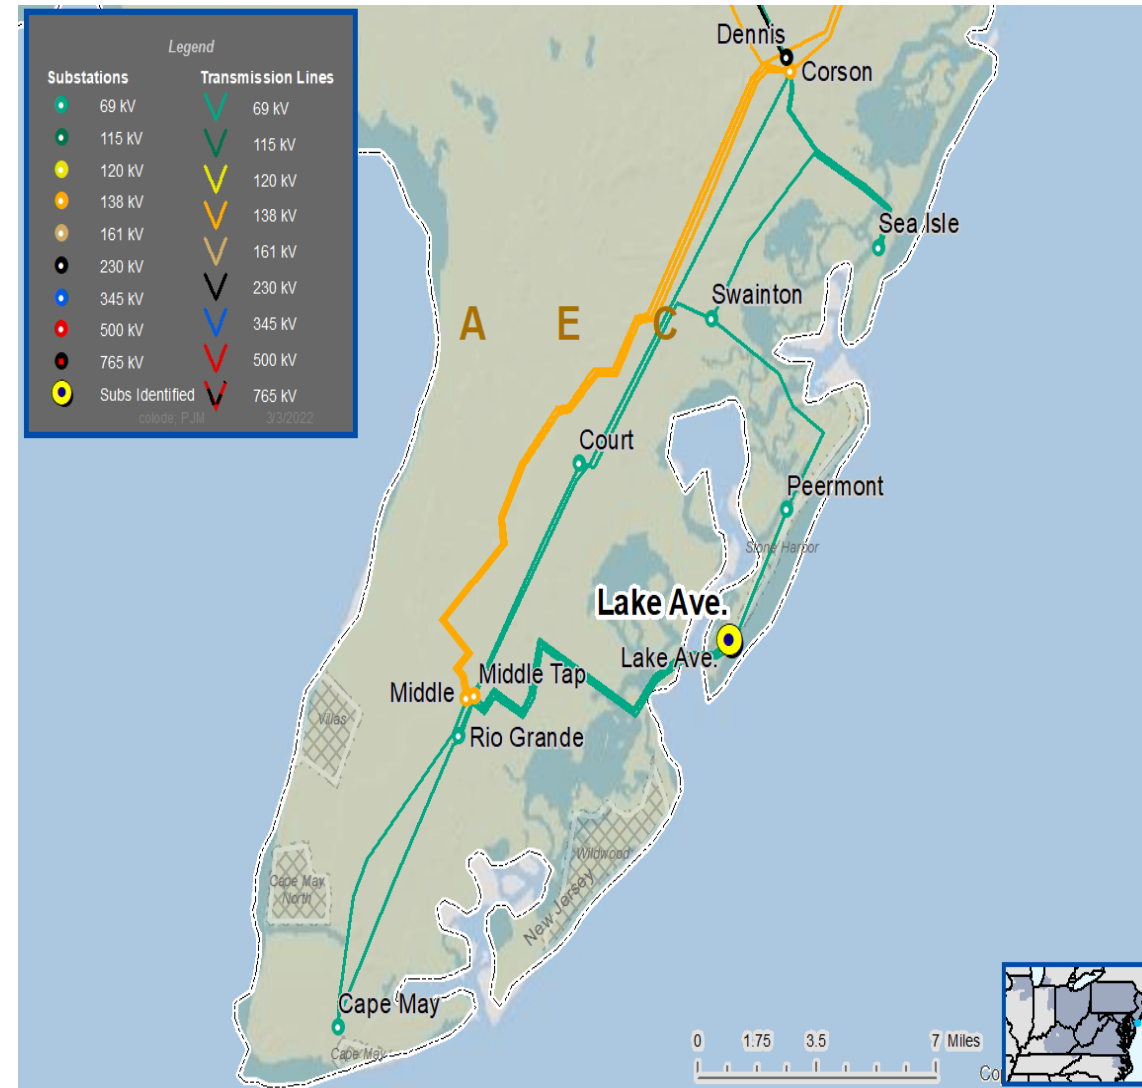 Legend
Substations Transmission Lines
69 kV 69 kV
115 kV 115 kV
120 kV 120 kV
138 kV 138 kV
161 kV 161 kV
230 kV 230 kV
345 kV 345 kV
500 kV 500 kV
765 kV 765 kV
Subs Identified
colode, PJM 3/3/2022
Dennis
Corson
Sea Isle
Swainton
A E C
Court
Peermont
Stone Harbor
Lake Ave.
Lake Ave.
Middle Tap
Middle
Rio Grande
Villas
Wildwood
Cape May
North
New Jersey
Cape May
Cape May
0 1.75 3.5 7 Miles